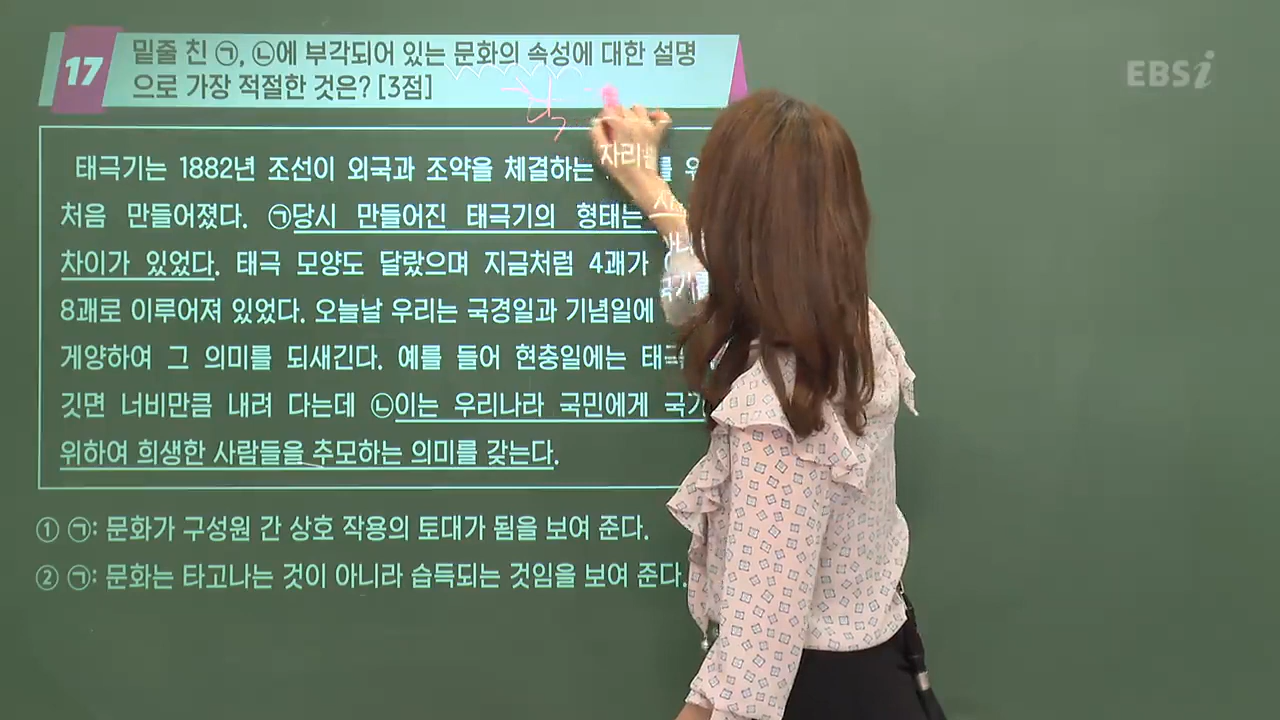 17
밑줄 친 ㉠, ㉡에 부각되어 있는 문화의 속성에 대한 설명
으로 가장 적절한 것은? [3점]
EBSi
태극기는 1882년 조선이 외국과 조약을 체결하는 자리를
처음 만들어졌다. ㉠당시 만들어진 태극기의 형태는
차이가 있었다. 태극 모양도 달랐으며 지금처럼 4괘가
8괘로 이루어져 있었다. 오늘날 우리는 국경일과 기념일에
게양하여 그 의미를 되새긴다. 예를 들어 현충일에는
깃면 너비만큼 내려 다는데 ㉡이는 우리나라 국민에게
위하여 희생한 사람들을 추모하는 의미를 갖는다.
① ㉠: 문화가 구성원 간 상호 작용의 토대가 됨을 보여 준다.
② ㉠: 문화는 타고나는 것이 아니라 습득되는 것임을 보여 준다.